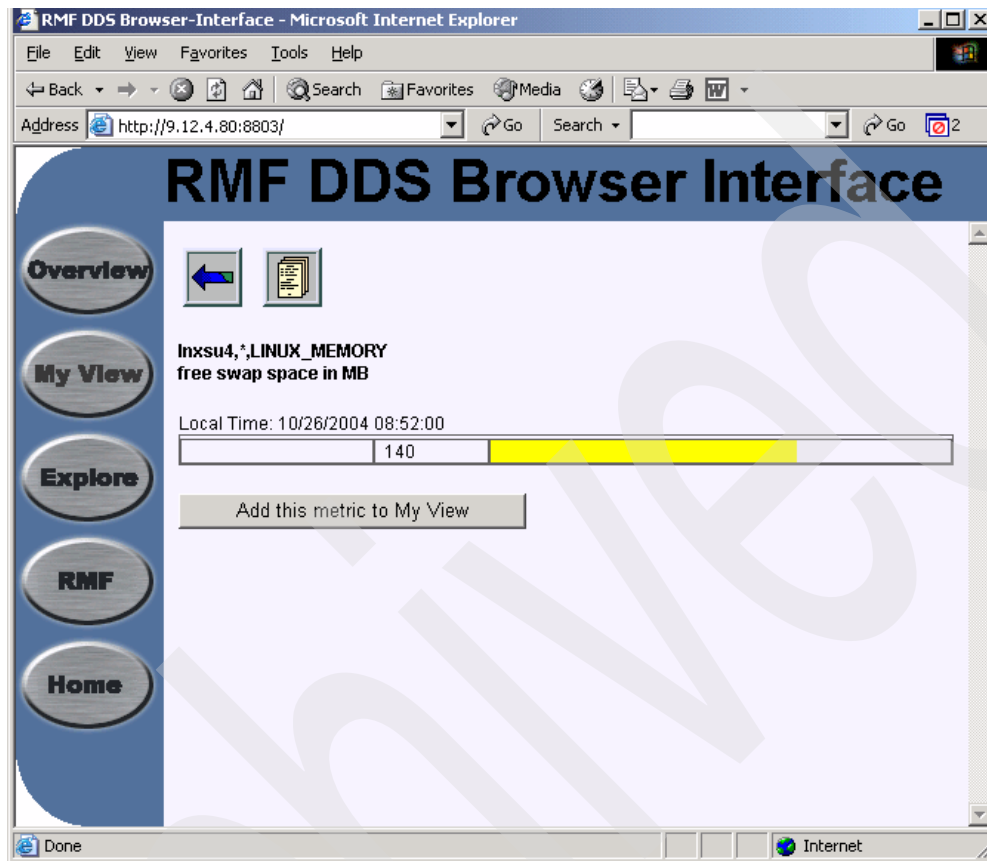 RMF DDS Browser-Interface - Microsoft Internet Explorer
File Edit View Favorites Tools Help
Back Search Favorites Media
Address http://9.12.4.80:8803/ Go Search Go 2
RMF DDS Browser Interface
Overview
My View
Explore
RMF
Home
lnxsu4,*,LINUX_MEMORY
free swap space in MB
Local Time: 10/26/2004 08:52:00
140
Add this metric to My View
Done Internet